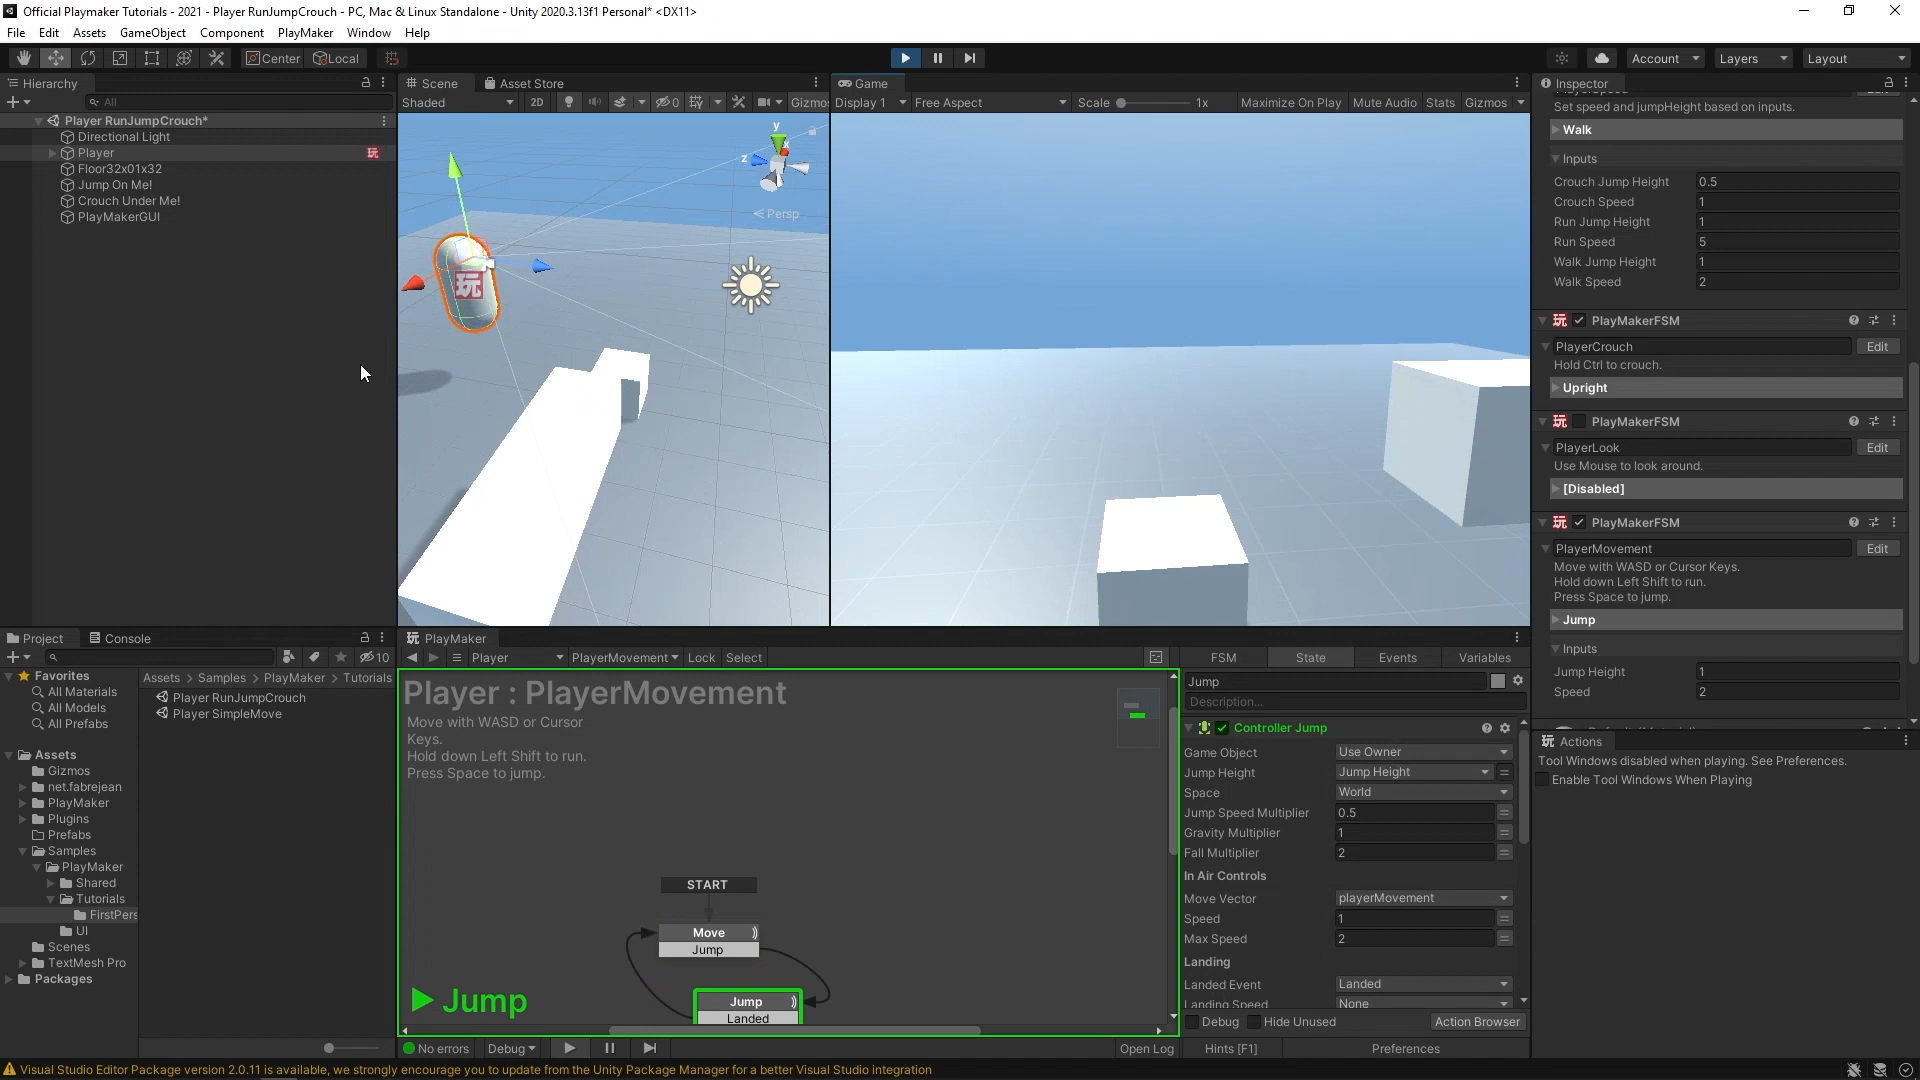 Official Playmaker Tutorials - 2021 - Player RunJumpCrouch - PC, Mac & Linux Standalone - Unity 2020.3.13f1 Personal* <DX11>
File Edit Assets GameObject Component PlayMaker Window Help
Center Local Account Layers Layout
Hierarchy
All
Player RunJumpCrouch*
Directional Light
Player
玩
Floor32x01x32
Jump On Me!
Crouch Under Me!
PlayMakerGUI
Scene Asset Store
Shaded 2D 0 Gizmos
y
x
z
< Persp
玩
Game
Display 1 Free Aspect Scale 1x Maximize On Play Mute Audio Stats Gizmos
Inspector
Set speed and jumpHeight based on inputs.
Walk
Inputs
Crouch Jump Height 0.5
Crouch Speed 1
Run Jump Height 1
Run Speed 5
Walk Jump Height 1
Walk Speed 2
玩 PlayMakerFSM
PlayerCrouch Edit
Hold Ctrl to crouch.
Upright
玩 PlayMakerFSM
PlayerLook Edit
Use Mouse to look around.
[Disabled]
玩 PlayMakerFSM
PlayerMovement Edit
Move with WASD or Cursor Keys.
Hold down Left Shift to run.
Press Space to jump.
Jump
Inputs
Jump Height 1
Speed 2
玩 Actions
Tool Windows disabled when playing. See Preferences.
Enable Tool Windows When Playing
Project Console
10
Favorites
All Materials
All Models
All Prefabs
Assets
Gizmos
net.fabrejean
PlayMaker
Plugins
Prefabs
Samples
PlayMaker
Shared
Tutorials
FirstPers
UI
Scenes
TextMesh Pro
Packages
Assets > Samples > PlayMaker > Tutorials
Player RunJumpCrouch
Player SimpleMove
玩 PlayMaker
Player PlayerMovement Lock Select
Player : PlayerMovement
Move with WASD or Cursor
Keys.
Hold down Left Shift to run.
Press Space to jump.
START
Move
Jump
Jump
Landed
Jump
No errors Debug Open Log
FSM State Events Variables
Jump
Description...
Controller Jump
Game Object Use Owner
Jump Height Jump Height
Space World
Jump Speed Multiplier 0.5
Gravity Multiplier 1
Fall Multiplier 2
In Air Controls
Move Vector playerMovement
Speed 1
Max Speed 2
Landing
Landed Event Landed
Landing Speed None
Debug Hide Unused Action Browser
Hints [F1] Preferences
Visual Studio Editor Package version 2.0.11 is available, we strongly encourage you to update from the Unity Package Manager for a better Visual Studio integration